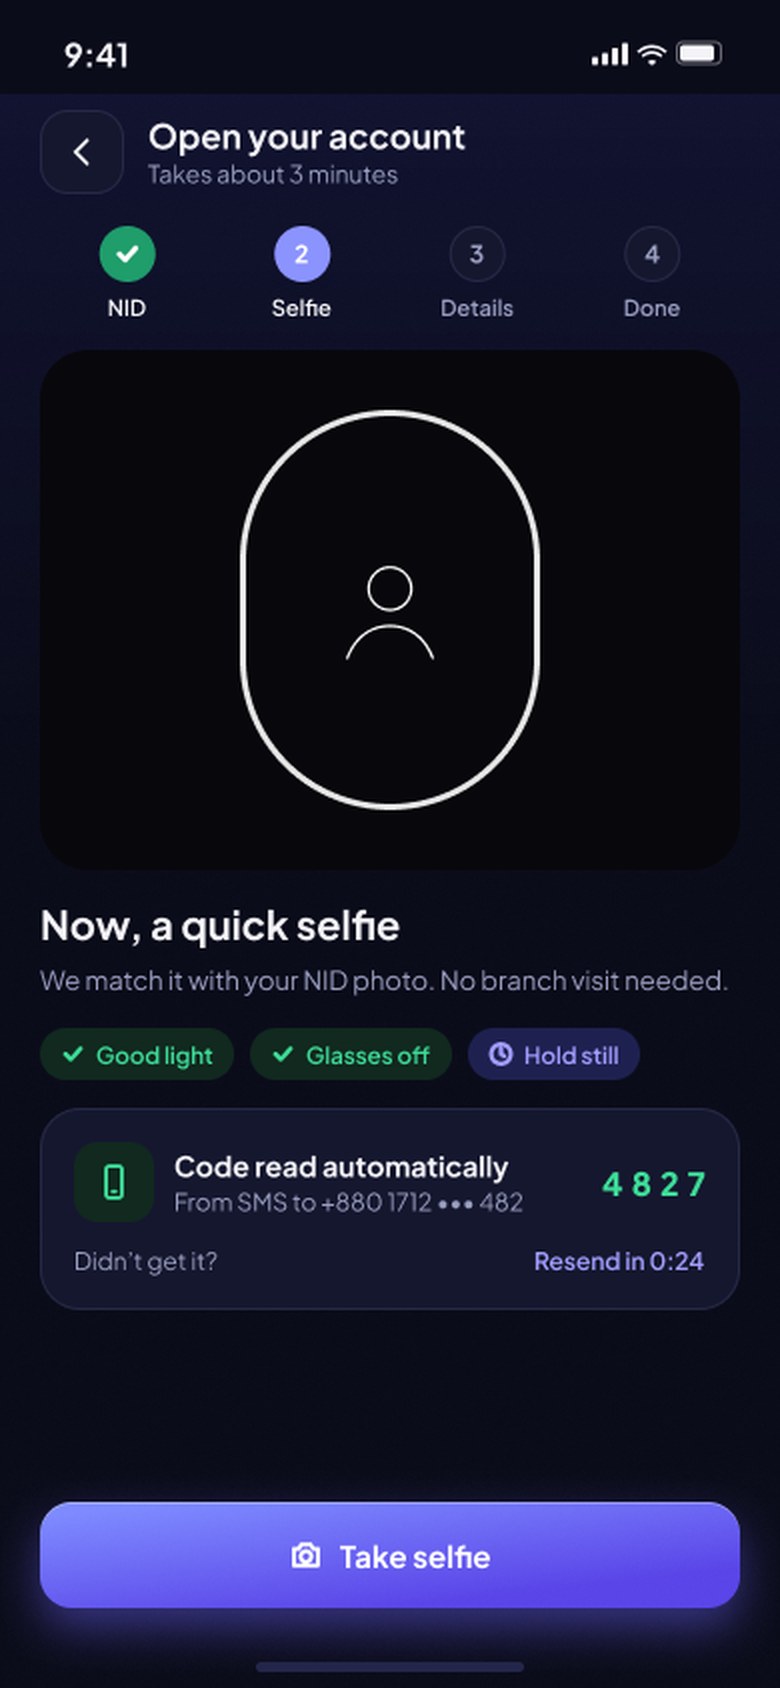 9:41
Open your account
Takes about 3 minutes
2
3
4
NID
Selfie
Details
Done
Now, a quick selfie
We match it with your NID photo. No branch visit needed.
Good light
Glasses off
Hold still
Code read automatically
From SMS to +880 1712 ••• 482
4 8 2 7
Didn't get it?
Resend in 0:24
Take selfie